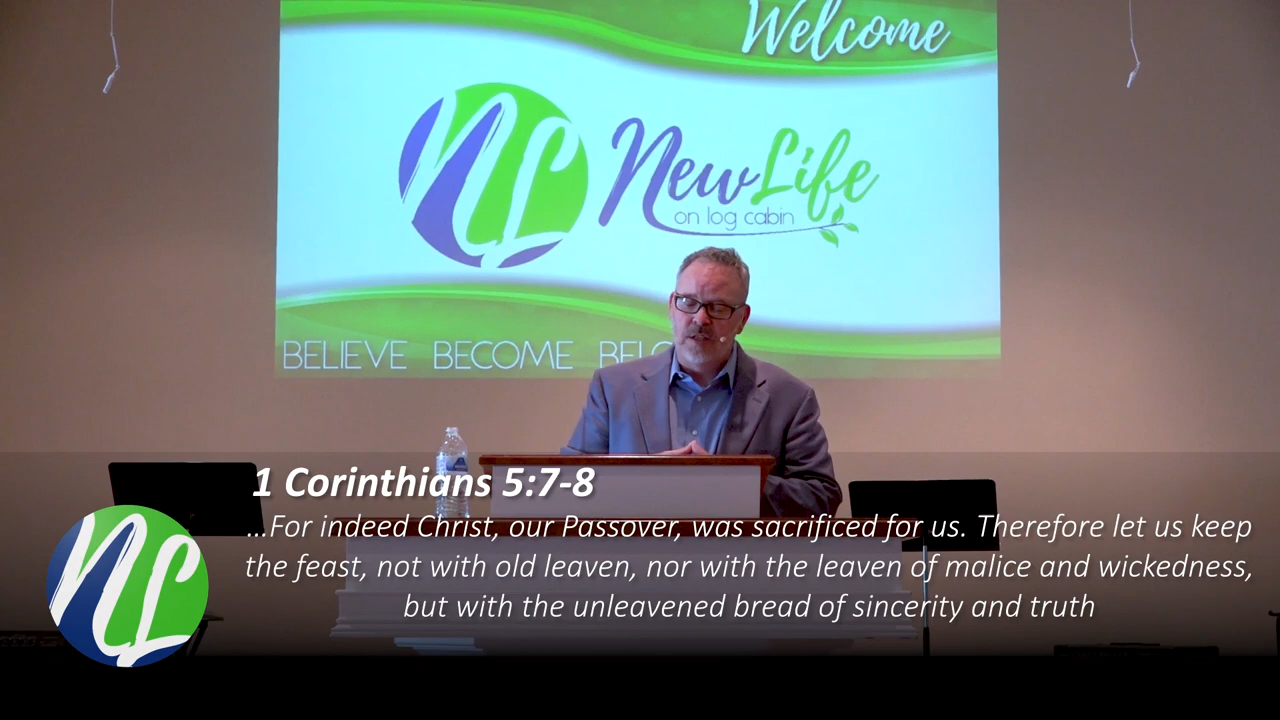 Welcome
NL
NewLife
on log cabin
BELIEVE BECOME
1 Corinthians 5:7-8
...For indeed Christ, our Passover, was sacrificed for us. Therefore let us keep
the feast, not with old leaven, nor with the leaven of malice and wickedness,
but with the unleavened bread of sincerity and truth
NL